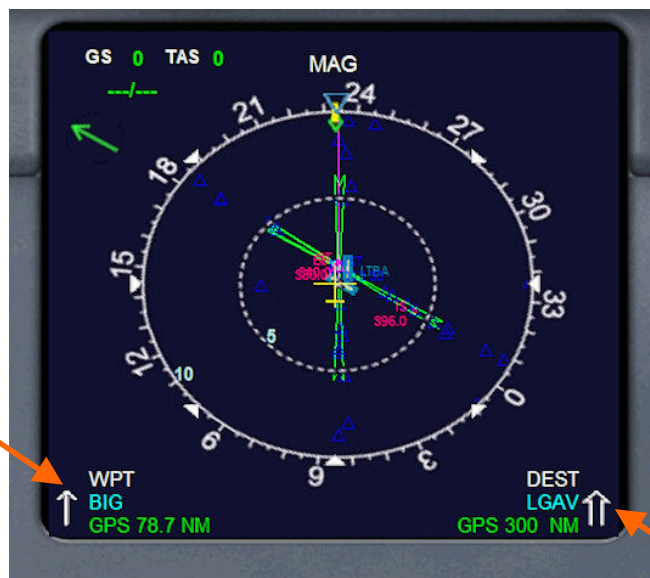 GS 0 TAS 0
---/---
MAG
24
27
30
33
0
3
6
9
12
15
18
21
LTBA
S96.0
5
10
WPT
BIG
GPS 78.7 NM
DEST
LGAV
GPS 300 NM